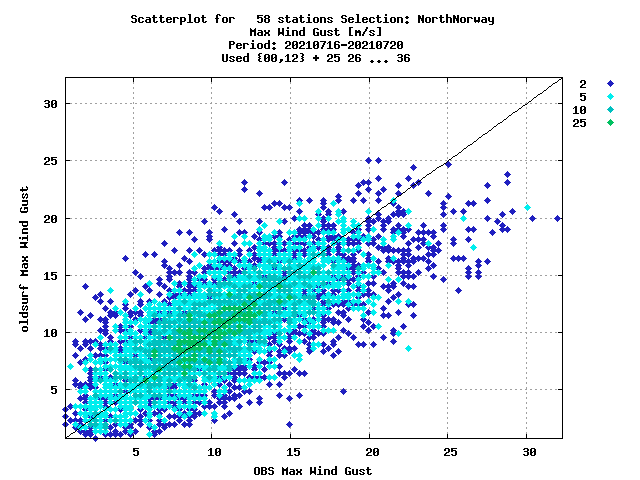 Scatterplot for 58 stations Selection: NorthNorway
Max Wind Gust [m/s]
Period: 20210716-20210720
Used {00,12} + 25 26 ... 36
2
5
10
25
30
25
20
15
10
5
oldsurf Max Wind Gust
5 10 15 20 25 30
OBS Max Wind Gust